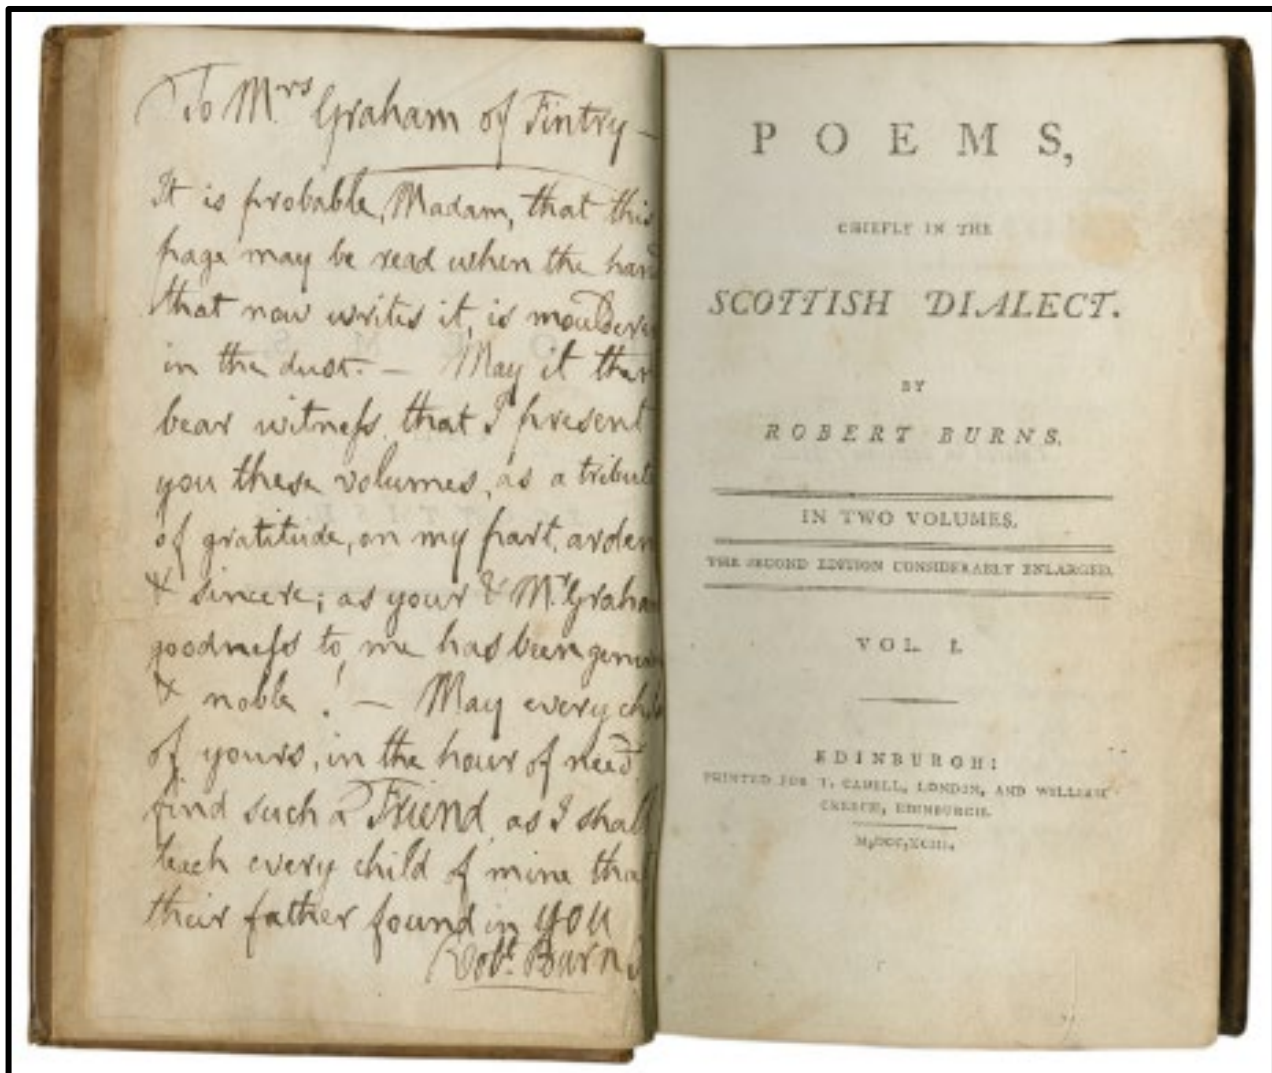 To Mrs Graham of Fintry —
It is probable, Madam, that this
page may be read when the hand
that now writes it, is mouldering
in the dust. — May it then
bear witness, that I present
you these volumes, as a tribute
of gratitude, on my part, ardent
& sincere; as your & Mr Graham's
goodness to me has been generous
& noble! — May every child
of yours, in the hour of need,
find such a Friend, as I shall
teach every child of mine that
their father found in YOU
Robt. Burns
POEMS,
CHIEFLY IN THE
SCOTTISH DIALECT.
BY
ROBERT BURNS.
IN TWO VOLUMES.
THE SECOND EDITION CONSIDERABLY ENLARGED.
VOL. I.
EDINBURGH:
PRINTED FOR T. CADELL, LONDON, AND WILLIAM
CREECH, EDINBURGH.
M,DCC,XCIII.